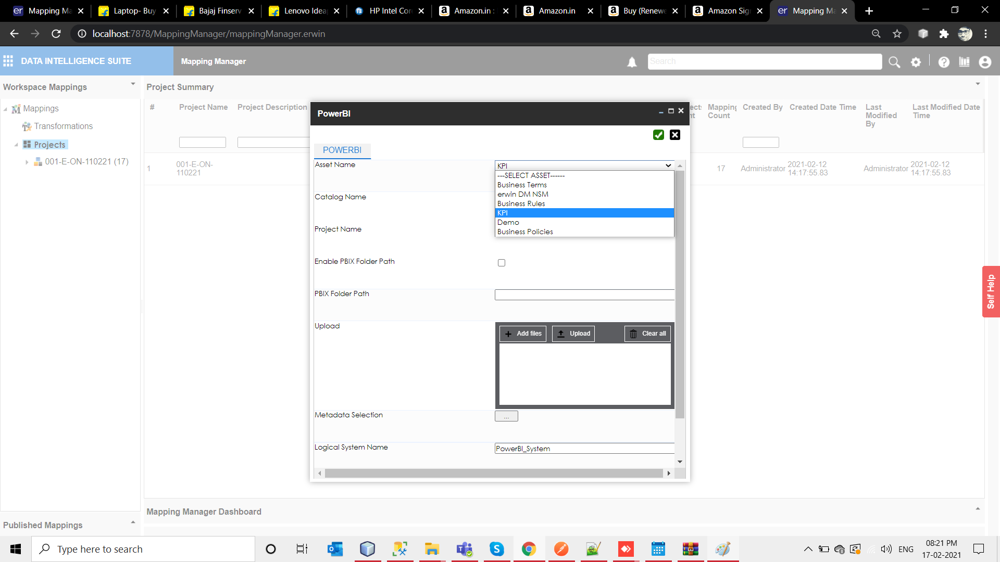 Mapping Ma
Laptop- Buy
Bajaj Finserv
Lenovo Idea
HP Intel Cor
Amazon.in :
Amazon.in
Buy (Renewe
Amazon Sig
Mapping Ma
localhost:7878/MappingManager/mappingManager.erwin
DATA INTELLIGENCE SUITE
Mapping Manager
Search
Workspace Mappings
Project Summary
Mappings
Transformations
Projects
001-E-ON-110221 (17)
# Project Name Project Description Mapping Count Created By Created Date Time Last Modified By Last Modified Date Time
1 001-E-ON-110221 17 Administrator 2021-02-12 14:17:55.83 Administrator 2021-02-12 14:17:55.83
PowerBI
POWERBI
Asset Name
KPI
---SELECT ASSET------
Business Terms
erwin DM NSM
Business Rules
KPI
Demo
Business Policies
Catalog Name
Project Name
Enable PBIX Folder Path
PBIX Folder Path
Upload
Add files Upload Clear all
Metadata Selection
...
Logical System Name
PowerBI_System
Self Help
Mapping Manager Dashboard
Published Mappings
Type here to search
ENG
08:21 PM
17-02-2021